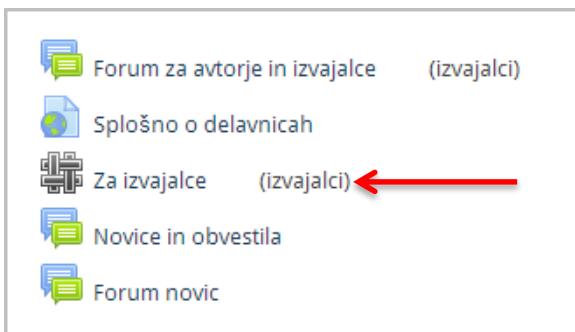 Forum za avtorje in izvajalce (izvajalci)
Splošno o delavnicah
Za izvajalce (izvajalci)
Novice in obvestila
Forum novic